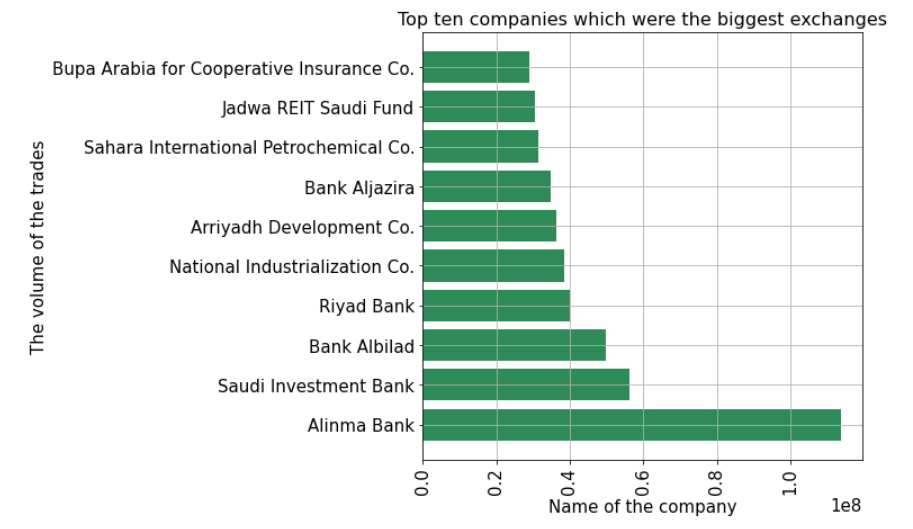 Top ten companies which were the biggest exchanges
The volume of the trades
Bupa Arabia for Cooperative Insurance Co.
Jadwa REIT Saudi Fund
Sahara International Petrochemical Co.
Bank Aljazira
Arriyadh Development Co.
National Industrialization Co.
Riyad Bank
Bank Albilad
Saudi Investment Bank
Alinma Bank
0.0 0.2 0.4 0.6 0.8 1.0
1e8
Name of the company